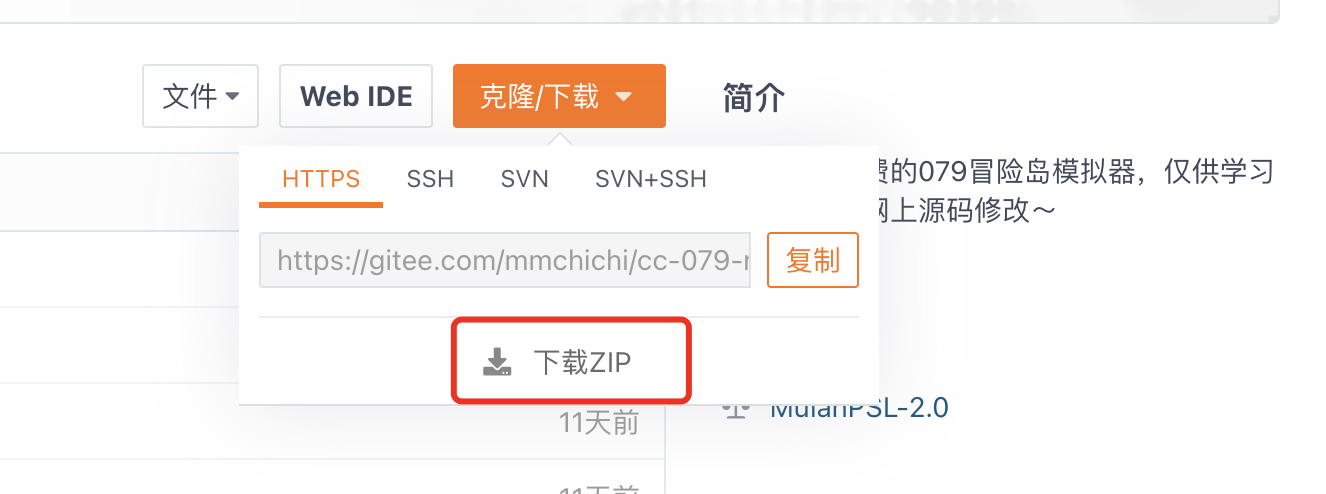 文件
Web IDE
克隆/下载
简介
HTTPS
SSH
SVN
SVN+SSH
的079冒险岛模拟器，仅供学习
网上源码修改～
https://gitee.com/mmchichi/cc-079-
复制
下载ZIP
MulanPSL-2.0
11天前
11天前